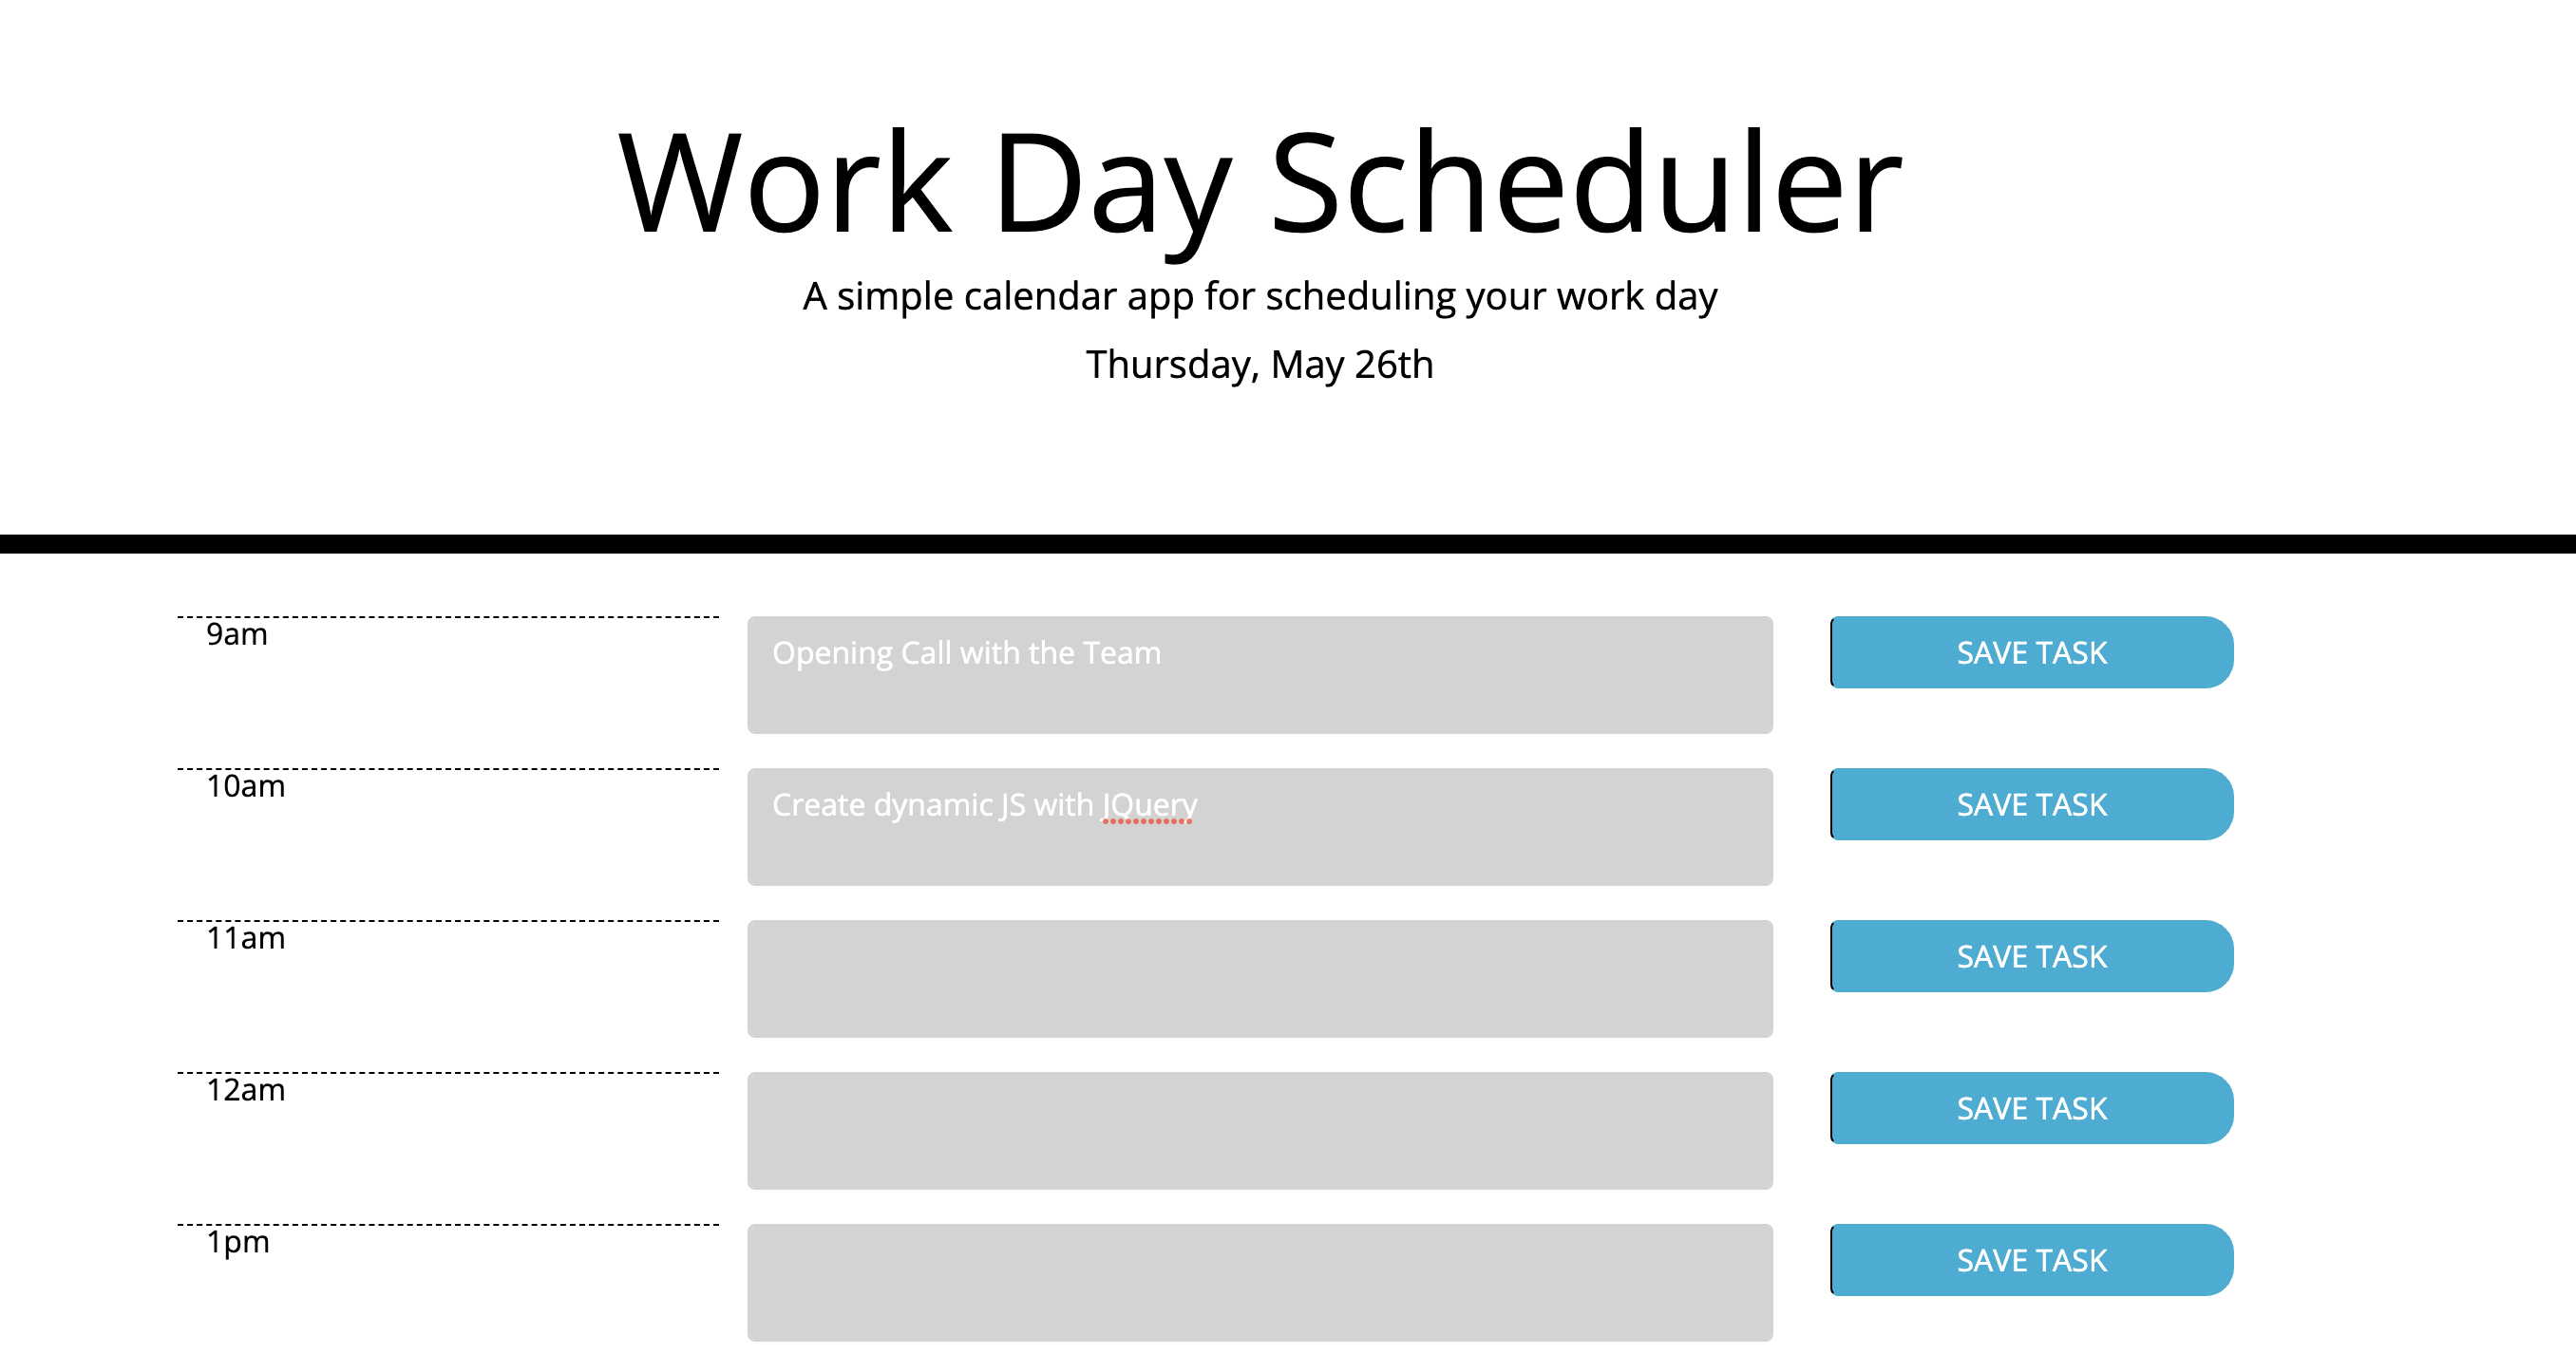 Work Day Scheduler
A simple calendar app for scheduling your work day
Thursday, May 26th
9am
Opening Call with the Team
SAVE TASK
10am
Create dynamic JS with JQuery
SAVE TASK
11am
SAVE TASK
12am
SAVE TASK
1pm
SAVE TASK